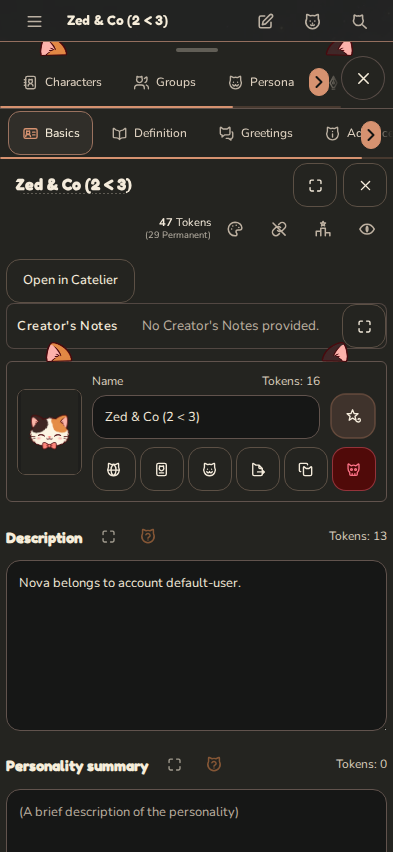 Zed & Co (2 < 3)
Characters
Groups
Persona
Basics
Definition
Greetings
Zed & Co (2 < 3)
47 Tokens
(29 Permanent)
Open in Catelier
Creator's Notes
No Creator's Notes provided.
Name
Tokens: 16
Zed & Co (2 < 3)
Description
Tokens: 13
Nova belongs to account default-user.
Personality summary
Tokens: 0
(A brief description of the personality)